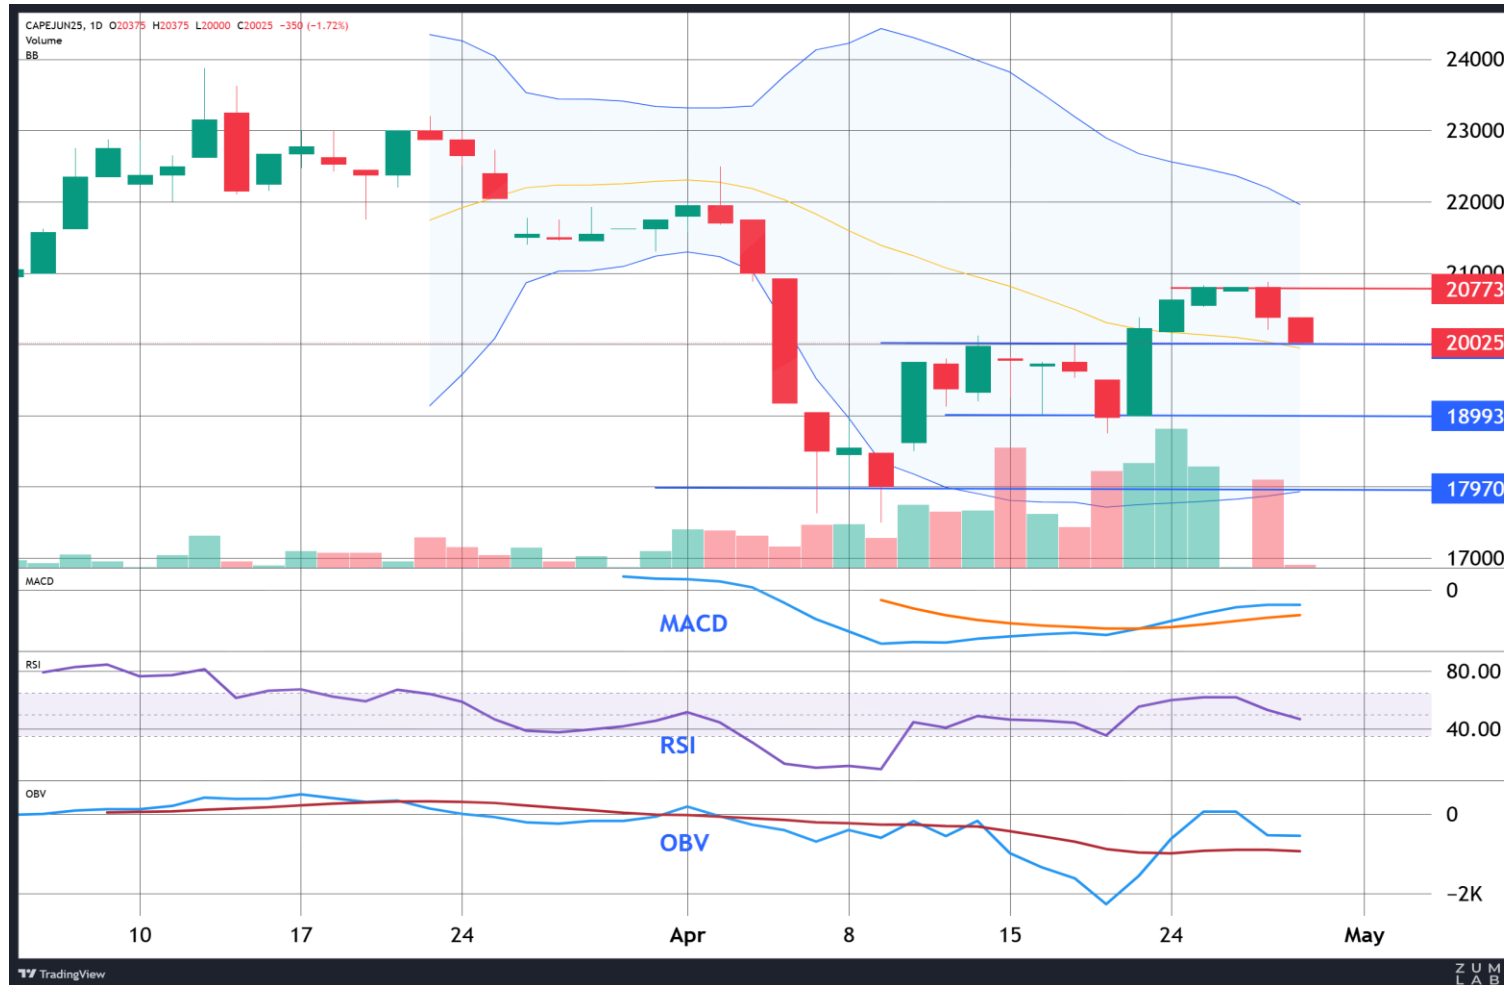 CAPEJUN25, 1D O20375 H20375 L20000 C20025 −350 (−1.72%)
Volume
BB
24000
23000
22000
21000
20773
20025
18993
17970
17000
MACD
0
MACD
RSI
80.00
RSI
40.00
OBV
0
OBV
−2K
10 17 24 Apr 8 15 24 May
TradingView
ZUM
LAB